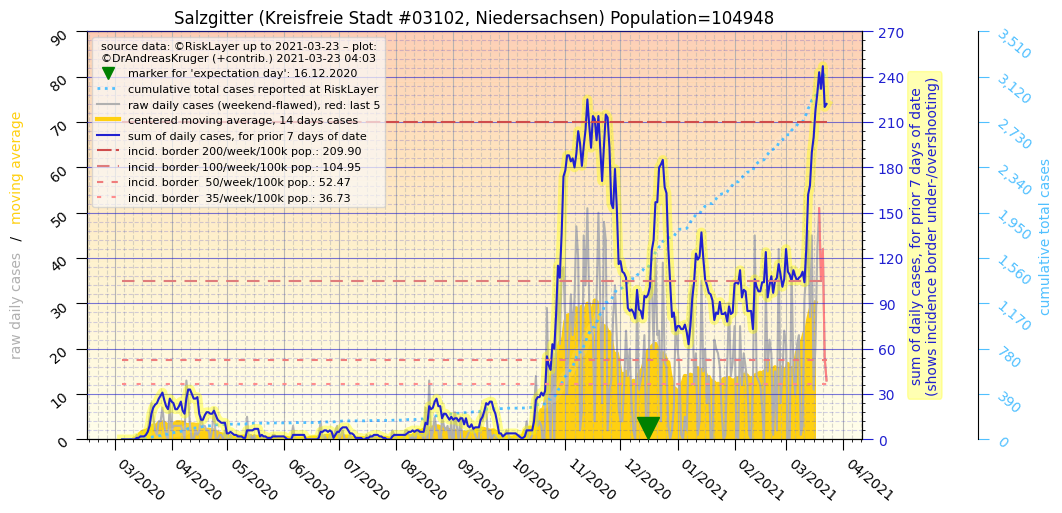 Salzgitter (Kreisfreie Stadt #03102, Niedersachsen) Population=104948
source data: ©RiskLayer up to 2021-03-23 – plot:
©DrAndreasKruger (+contrib.) 2021-03-23 04:03
marker for 'expectation day': 16.12.2020
cumulative total cases reported at RiskLayer
raw daily cases (weekend-flawed), red: last 5
centered moving average, 14 days cases
sum of daily cases, for prior 7 days of date
incid. border 200/week/100k pop.: 209.90
incid. border 100/week/100k pop.: 104.95
incid. border 50/week/100k pop.: 52.47
incid. border 35/week/100k pop.: 36.73
raw daily cases / moving average
90
80
70
60
50
40
30
20
10
0
03/2020
04/2020
05/2020
06/2020
07/2020
08/2020
09/2020
10/2020
11/2020
12/2020
01/2021
02/2021
03/2021
04/2021
270
240
210
180
150
120
90
60
30
0
sum of daily cases, for prior 7 days of date
(shows incidence border under-/overshooting)
3,510
3,120
2,730
2,340
1,950
1,560
1,170
780
390
0
cumulative total cases